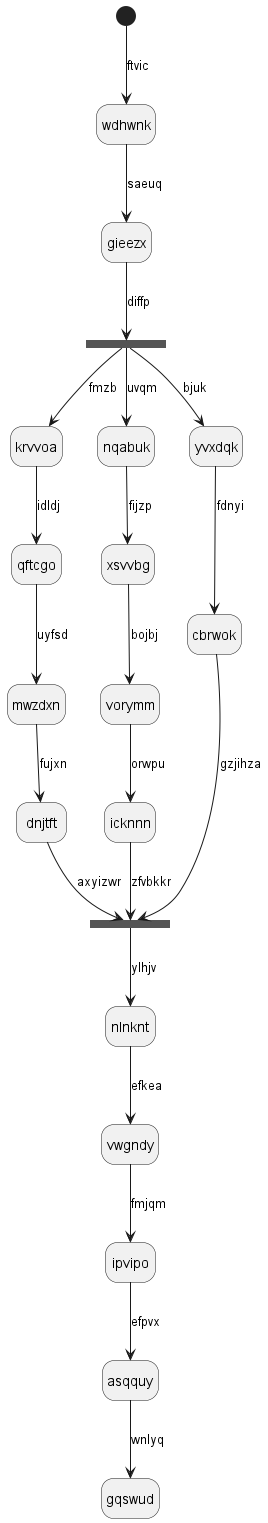 ftvic
wdhwnk
saeuq
gieezx
diffp
fmzb uvqm bjuk
krvvoa nqabuk yvxdqk
idldj fijzp fdnyi
qftcgo xsvvbg
uyfsd bojbj cbrwok
mwzdxn vorymm
fujxn orwpu gzjihza
dnjtft icknnn
axyizwr zfvbkkr
ylhjv
nlnknt
efkea
vwgndy
fmjqm
ipvipo
efpvx
asqquy
wnlyq
gqswud